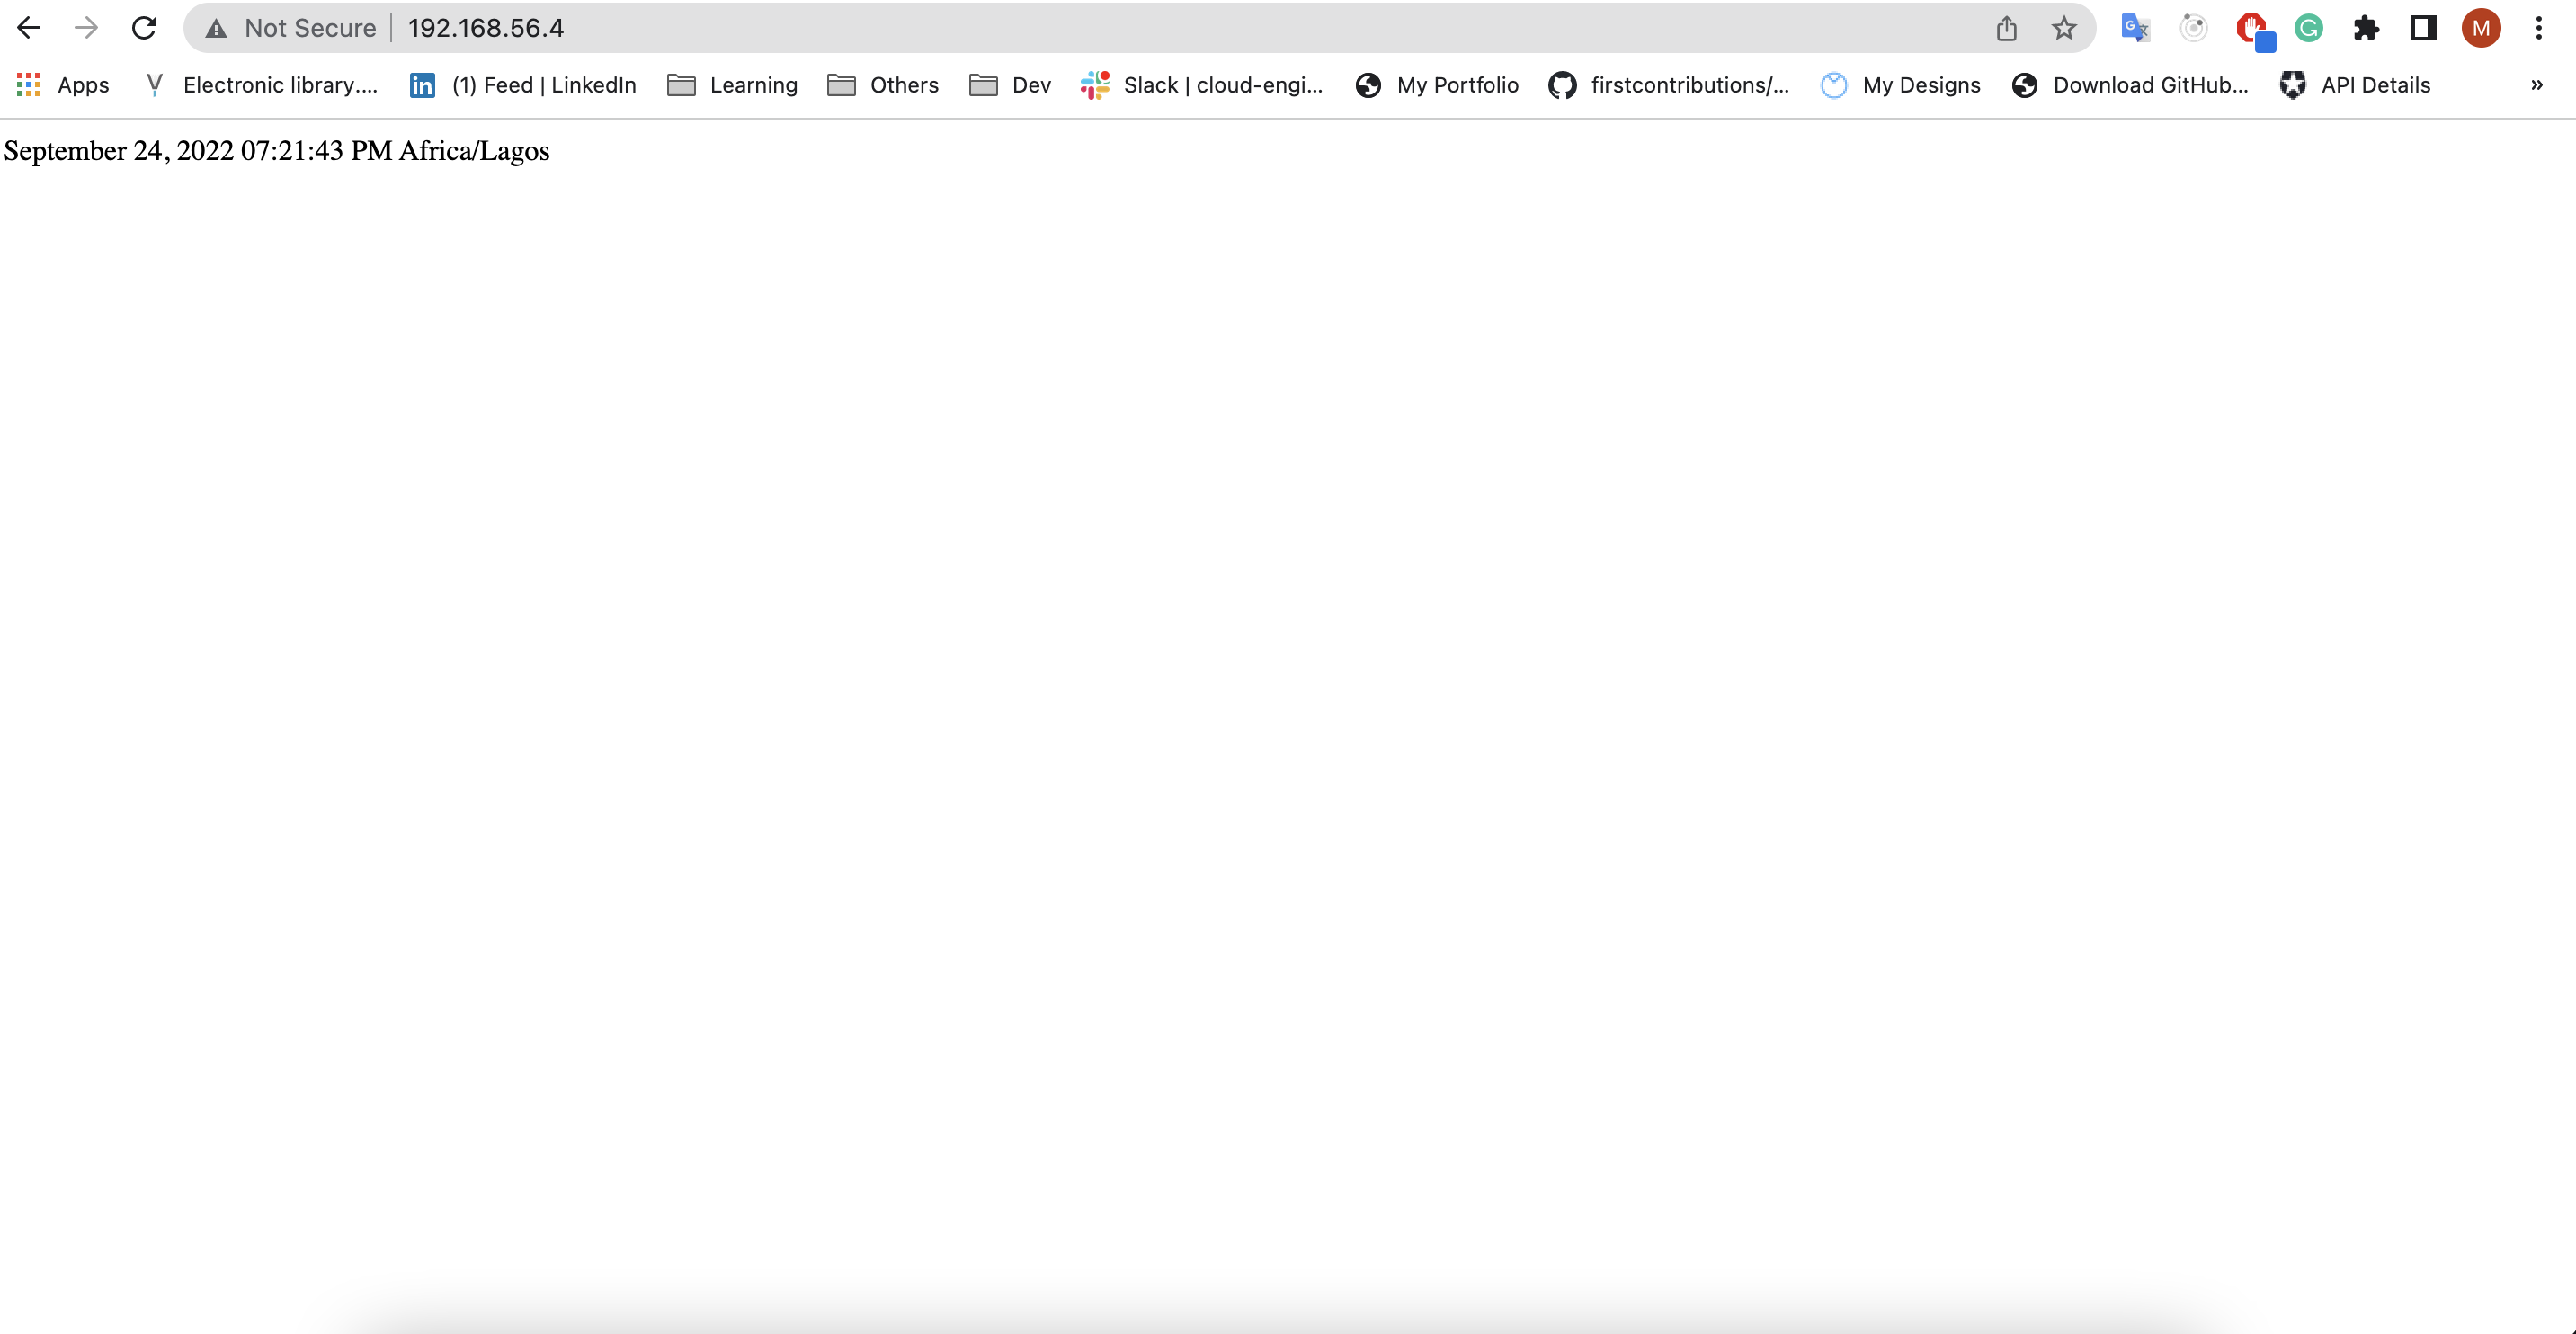 Not Secure 192.168.56.4 M
Apps Electronic library.... (1) Feed | LinkedIn Learning Others Dev Slack | cloud-engi... My Portfolio firstcontributions/... My Designs Download GitHub... API Details »
September 24, 2022 07:21:43 PM Africa/Lagos